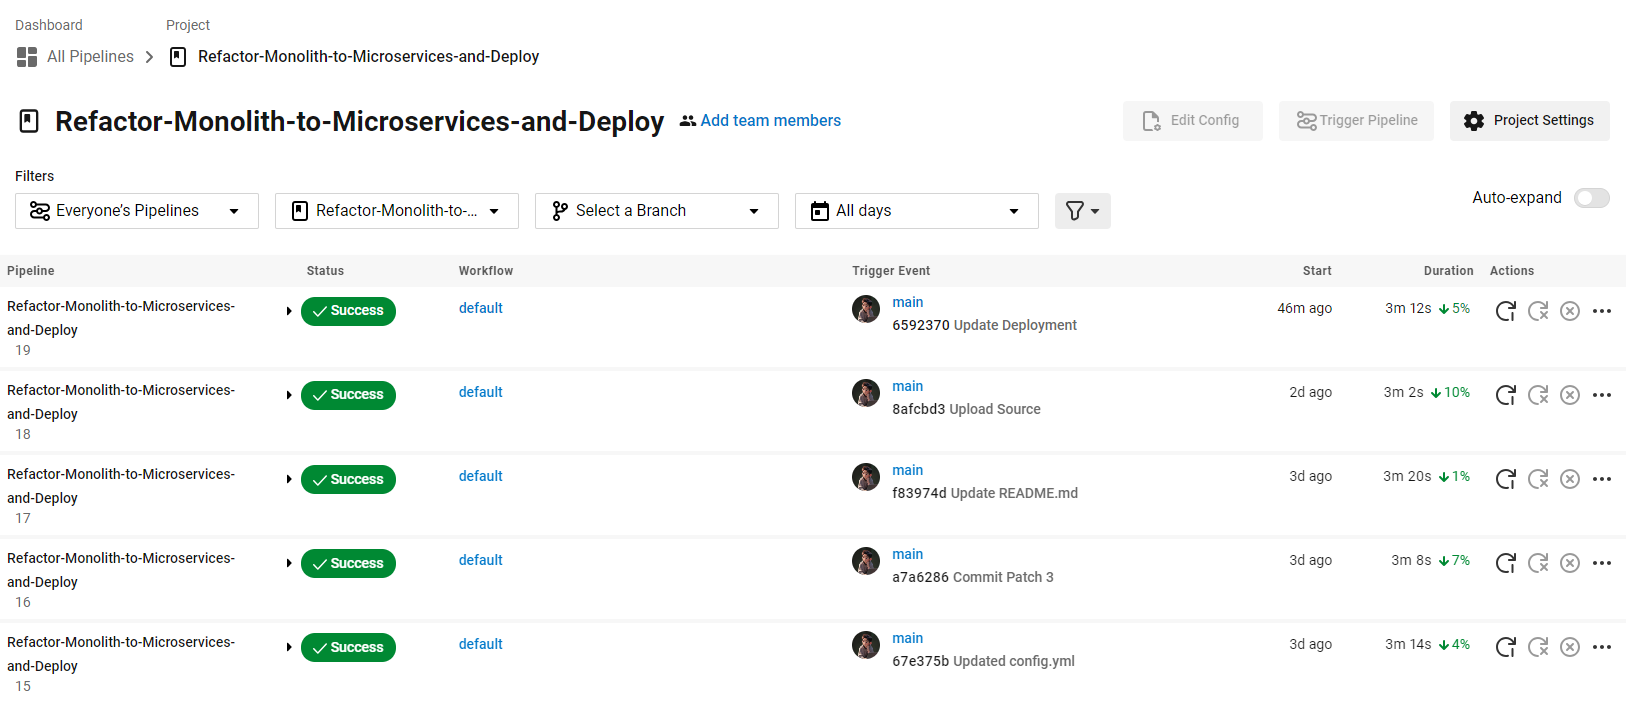 Dashboard Project
All Pipelines Refactor-Monolith-to-Microservices-and-Deploy
Refactor-Monolith-to-Microservices-and-Deploy Add team members Edit Config Trigger Pipeline Project Settings
Filters
Everyone's Pipelines Refactor-Monolith-to-... Select a Branch All days Auto-expand
Pipeline Status Workflow Trigger Event Start Duration Actions
Refactor-Monolith-to-Microservices- Success default main 46m ago 3m 12s 5%
and-Deploy 6592370 Update Deployment
19
Refactor-Monolith-to-Microservices- Success default main 2d ago 3m 2s 10%
and-Deploy 8afcbd3 Upload Source
18
Refactor-Monolith-to-Microservices- Success default main 3d ago 3m 20s 1%
and-Deploy f83974d Update README.md
17
Refactor-Monolith-to-Microservices- Success default main 3d ago 3m 8s 7%
and-Deploy a7a6286 Commit Patch 3
16
Refactor-Monolith-to-Microservices- Success default main 3d ago 3m 14s 4%
and-Deploy 67e375b Updated config.yml
15